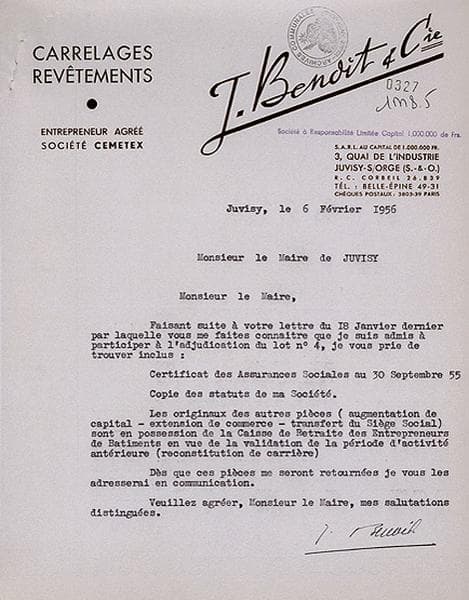 CARRELAGES
REVÊTEMENTS
ENTREPRENEUR AGRÉÉ
SOCIÉTÉ CEMETEX
J. Benoit & Cie
ARCHIVES COMMUNALES
0327
1M8.5
Société à Responsabilité Limitée Capital 1.000.000 de Frs.
S.A.R.L. AU CAPITAL DE 1.000.000 FR.
3, QUAI DE L'INDUSTRIE
JUVISY-S/ORGE (S.-&-O.)
R. C. CORBEIL 26.839
TÉL. : BELLE-ÉPINE 49-31
CHÈQUES POSTAUX : 3805-39 PARIS
Juvisy, le 6 Février 1956
Monsieur le Maire de JUVISY
Monsieur le Maire,
Faisant suite à votre lettre du I8 Janvier dernier
par laquelle vous me faites connaitre que je suis admis à
participer à l'adjudication du lot n° 4, je vous prie de
trouver inclus :
Certificat des Assurances Sociales au 30 Septembre 55
Copie des statuts de ma Société.
Les originaux des autres pièces ( augmentation de
capital - extension de commerce - transfert du Siège Social)
sont en possession de la Caisse de Retraite des Entrepreneurs
de Batiments en vue de la validation de la période d'activité
antérieure (reconstitution de carrière)
Dès que ces pièces me seront retournées je vous les
adresserai en communication.
Veuillez agréer, Monsieur le Maire, mes salutations
distinguées.
J. Benoit